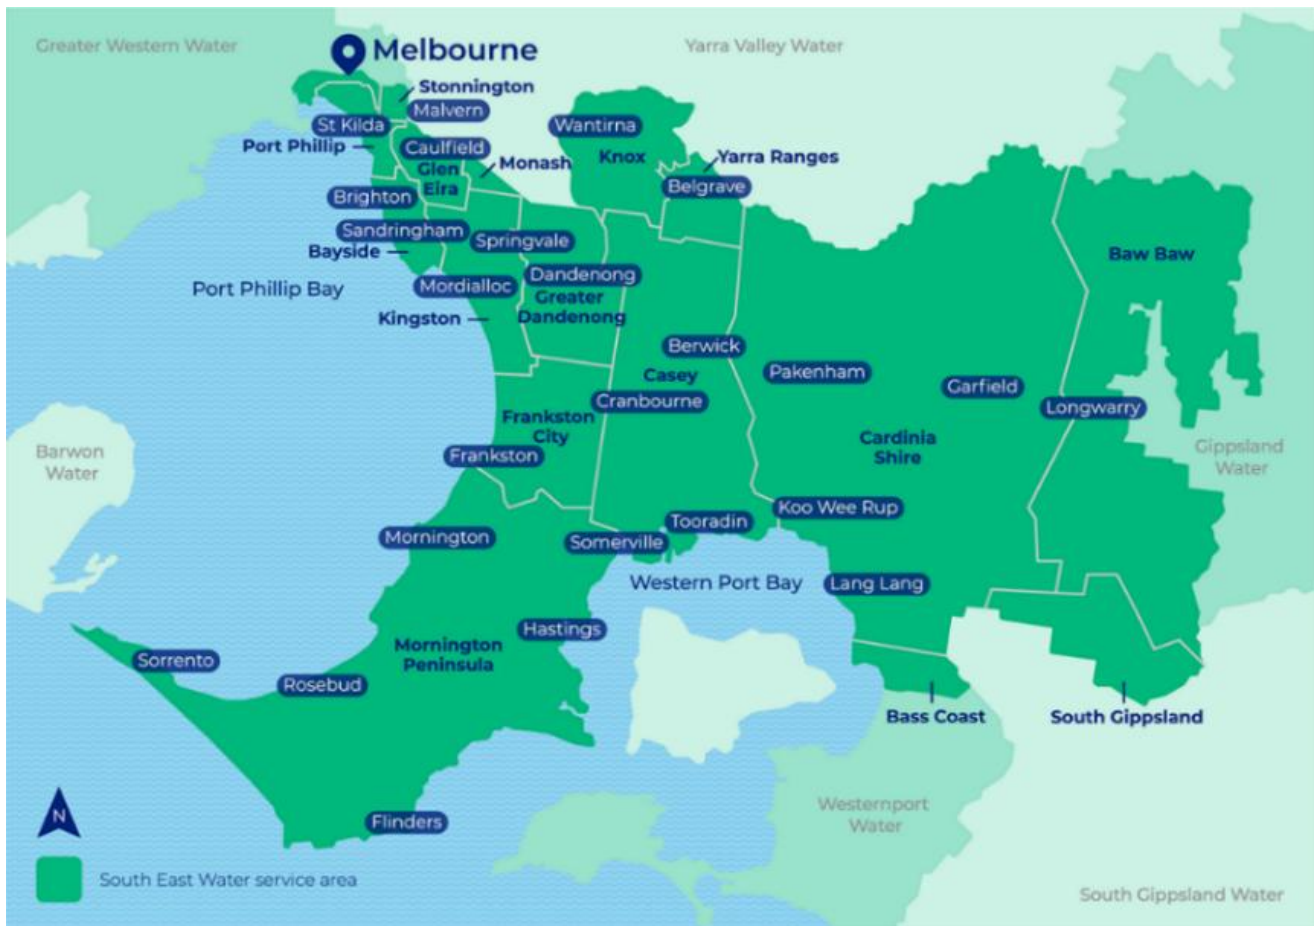 Greater Western Water
Melbourne
Yarra Valley Water
Stonnington
Malvern
St Kilda
Wantirna
Port Phillip
Caulfield
Knox
Monash
Yarra Ranges
Glen
Eira
Belgrave
Brighton
Sandringham
Springvale
Bayside
Baw Baw
Dandenong
Port Phillip Bay
Mordialloc
Greater
Dandenong
Kingston
Berwick
Casey
Pakenham
Garfield
Cranbourne
Longwarry
Frankston
City
Cardinia
Shire
Barwon
Water
Frankston
Gippsland
Water
Koo Wee Rup
Tooradin
Mornington
Somerville
Western Port Bay
Lang Lang
Hastings
Mornington
Peninsula
Sorrento
Rosebud
Bass Coast
South Gippsland
Westernport
Water
N
Flinders
South East Water service area
South Gippsland Water